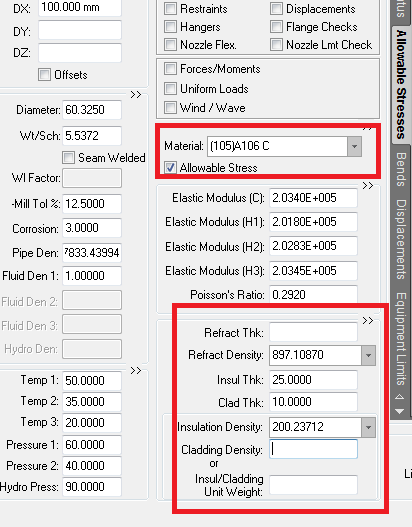 DX: 100.000 mm
DY:
DZ:
Offsets
Restraints
Displacements
Hangers
Flange Checks
Nozzle Flex.
Nozzle Lmt Check
Forces/Moments
Uniform Loads
Wind / Wave
>>
Diameter: 60.3250
Wt/Sch: 5.5372
Seam Welded
Wl Factor:
-Mill Tol %: 12.5000
Corrosion: 3.0000
Pipe Den: 7833.43994
Fluid Den 1: 1.00000
Fluid Den 2:
Fluid Den 3:
Hydro Den:
>>
Material: (105)A106 C
Allowable Stress
>>
Elastic Modulus (C): 2.0340E+005
Elastic Modulus (H1): 2.0180E+005
Elastic Modulus (H2): 2.0283E+005
Elastic Modulus (H3): 2.0345E+005
Poisson's Ratio: 0.2920
>>
Temp 1: 50.0000
Temp 2: 35.0000
Temp 3: 20.0000
Pressure 1: 60.0000
Pressure 2: 40.0000
Hydro Press: 90.0000
>>
Refract Thk:
Refract Density: 897.10870
Insul Thk: 25.0000
Clad Thk: 10.0000
Insulation Density: 200.23712
Cladding Density:
or
Insul/Cladding
Unit Weight:
>>
Allowable Stresses
Bends
Displacements
Equipment Limits
Li